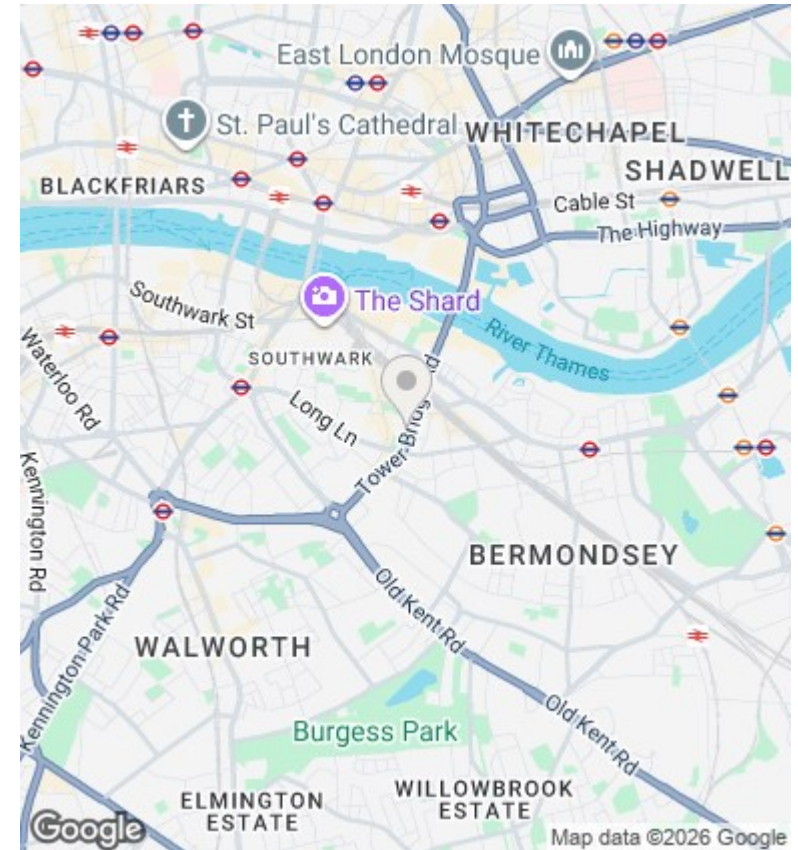 East London Mosque
St. Paul's Cathedral
WHITECHAPEL
SHADWELL
BLACKFRIARS
Cable St
The Highway
Southwark St
The Shard
River Thames
Waterloo Rd
SOUTHWARK
Long Ln
Tower Bridge Rd
Kennington Rd
BERMONDSEY
Old Kent Rd
WALWORTH
Kennington Park Rd
Old Kent Rd
Burgess Park
ELMINGTON
ESTATE
WILLOWBROOK
ESTATE
Google
Map data ©2026 Google